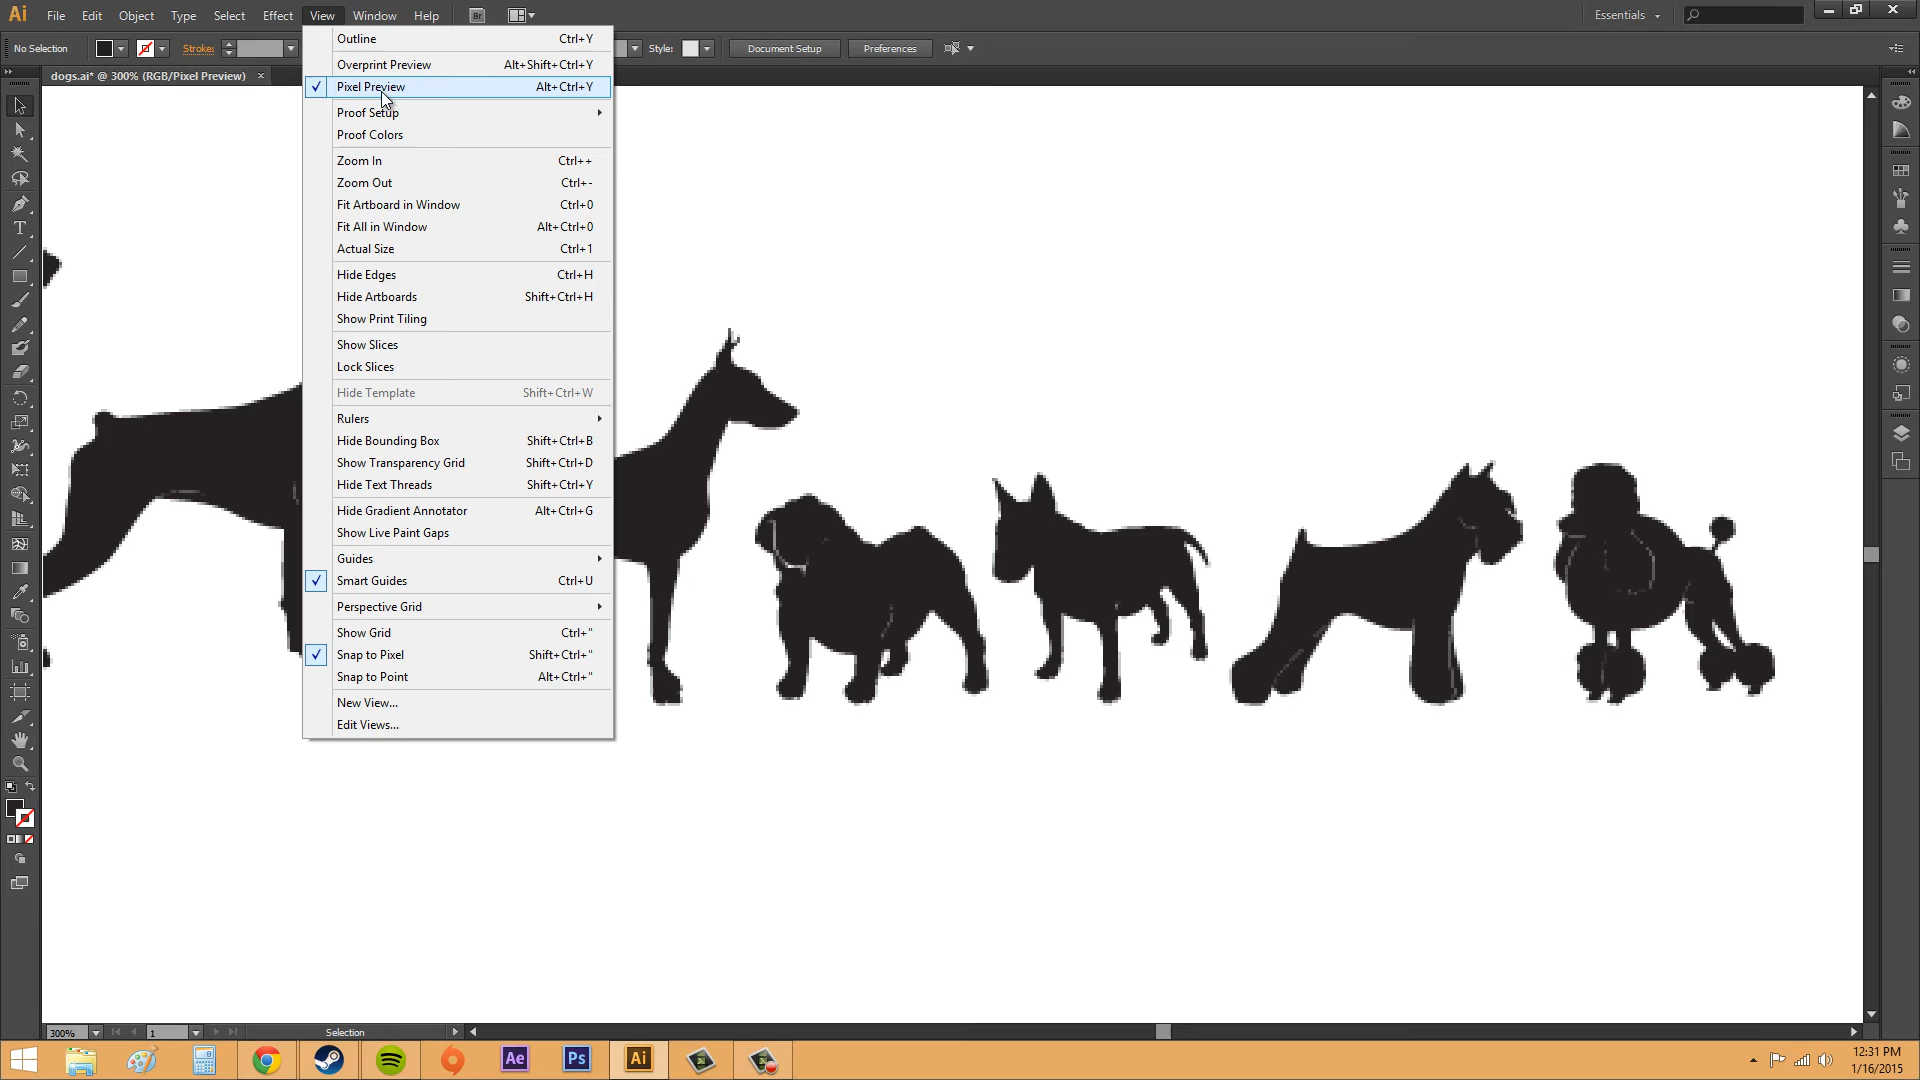 Ai File Edit Object Type Select Effect View Window Help Br Essentials
No Selection Stroke: Style: Document Setup Preferences
dogs.ai* @ 300% (RGB/Pixel Preview) ×
Outline Ctrl+Y
Overprint Preview Alt+Shift+Ctrl+Y
Pixel Preview Alt+Ctrl+Y
Proof Setup
Proof Colors
Zoom In Ctrl++
Zoom Out Ctrl+-
Fit Artboard in Window Ctrl+0
Fit All in Window Alt+Ctrl+0
Actual Size Ctrl+1
Hide Edges Ctrl+H
Hide Artboards Shift+Ctrl+H
Show Print Tiling
Show Slices
Lock Slices
Hide Template Shift+Ctrl+W
Rulers
Hide Bounding Box Shift+Ctrl+B
Show Transparency Grid Shift+Ctrl+D
Hide Text Threads Shift+Ctrl+Y
Hide Gradient Annotator Alt+Ctrl+G
Show Live Paint Gaps
Guides
Smart Guides Ctrl+U
Perspective Grid
Show Grid Ctrl+"
Snap to Pixel Shift+Ctrl+"
Snap to Point Alt+Ctrl+"
New View...
Edit Views...
300% 1 Selection
Ae Ps Ai
12:31 PM
1/16/2015